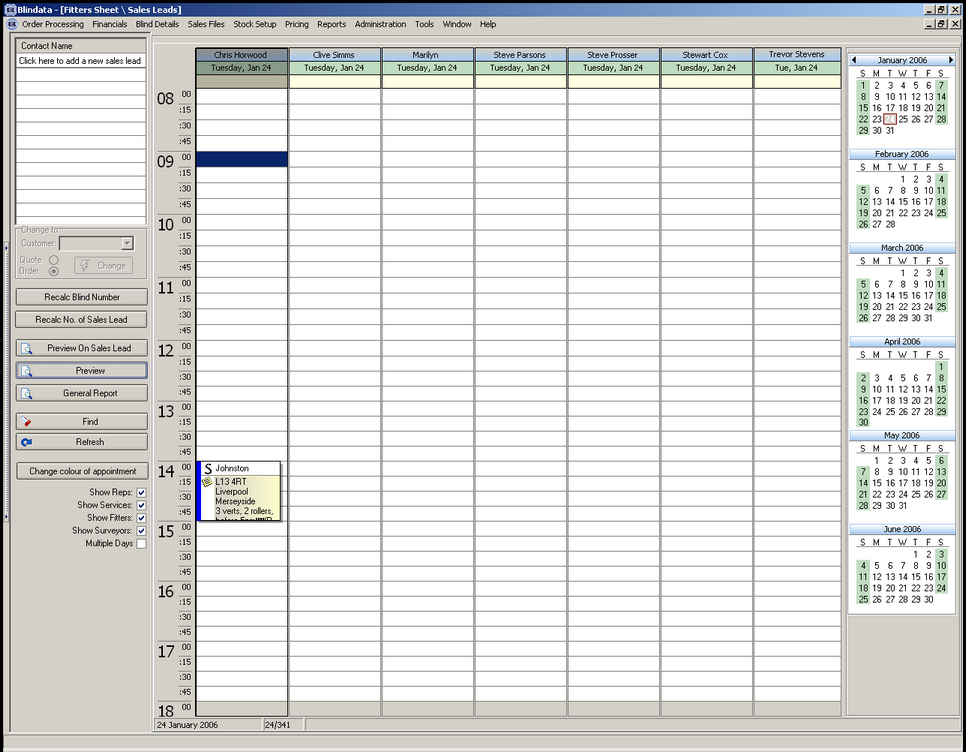 Blindata - [Fitters Sheet \ Sales Leads]
Order Processing Financials Blind Details Sales Files Stock Setup Pricing Reports Administration Tools Window Help
Contact Name
Click here to add a new sales lead
Change to
Customer:
Quote
Order
Change
Recalc Blind Number
Recalc No. of Sales Lead
Preview On Sales Lead
Preview
General Report
Find
Refresh
Change colour of appointment
Show Reps:
Show Services:
Show Fitters:
Show Surveyors:
Multiple Days
Chris Horwood Clive Simms Marilyn Steve Parsons Steve Prosser Stewart Cox Trevor Stevens
Tuesday, Jan 24 Tuesday, Jan 24 Tuesday, Jan 24 Tuesday, Jan 24 Tuesday, Jan 24 Tuesday, Jan 24 Tue, Jan 24
08 00
:15
:30
:45
09 00
:15
:30
:45
10 00
:15
:30
:45
11 00
:15
:30
:45
12 00
:15
:30
:45
13 00
:15
:30
:45
14 00
:15
:30
:45
15 00
:15
:30
:45
16 00
:15
:30
:45
17 00
:15
:30
:45
18 00
S Johnston
L13 4RT
Liverpool
Merseyside
3 verts, 2 rollers,
January 2006
S M T W T F S
1 2 3 4 5 6 7
8 9 10 11 12 13 14
15 16 17 18 19 20 21
22 23 24 25 26 27 28
29 30 31
February 2006
S M T W T F S
1 2 3 4
5 6 7 8 9 10 11
12 13 14 15 16 17 18
19 20 21 22 23 24 25
26 27 28
March 2006
S M T W T F S
1 2 3 4
5 6 7 8 9 10 11
12 13 14 15 16 17 18
19 20 21 22 23 24 25
26 27 28 29 30 31
April 2006
S M T W T F S
1
2 3 4 5 6 7 8
9 10 11 12 13 14 15
16 17 18 19 20 21 22
23 24 25 26 27 28 29
30
May 2006
S M T W T F S
1 2 3 4 5 6
7 8 9 10 11 12 13
14 15 16 17 18 19 20
21 22 23 24 25 26 27
28 29 30 31
June 2006
S M T W T F S
1 2 3
4 5 6 7 8 9 10
11 12 13 14 15 16 17
18 19 20 21 22 23 24
25 26 27 28 29 30
24 January 2006 24/341